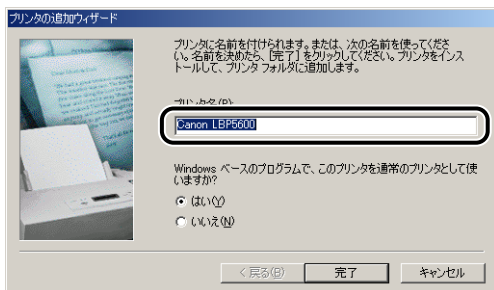 プリンタの追加ウィザード
プリンタに名前を付けられます。または、次の名前を使ってくださ
い。名前を決めたら、[完了]をクリックしてください。プリンタをインス
トールして、プリンタ フォルダに追加します。
プリンタ名(P):
Canon LBP5600
Windows ベースのプログラムで、このプリンタを通常のプリンタとして使
いますか?
はい(Y)
いいえ(N)
< 戻る(B)
完了
キャンセル